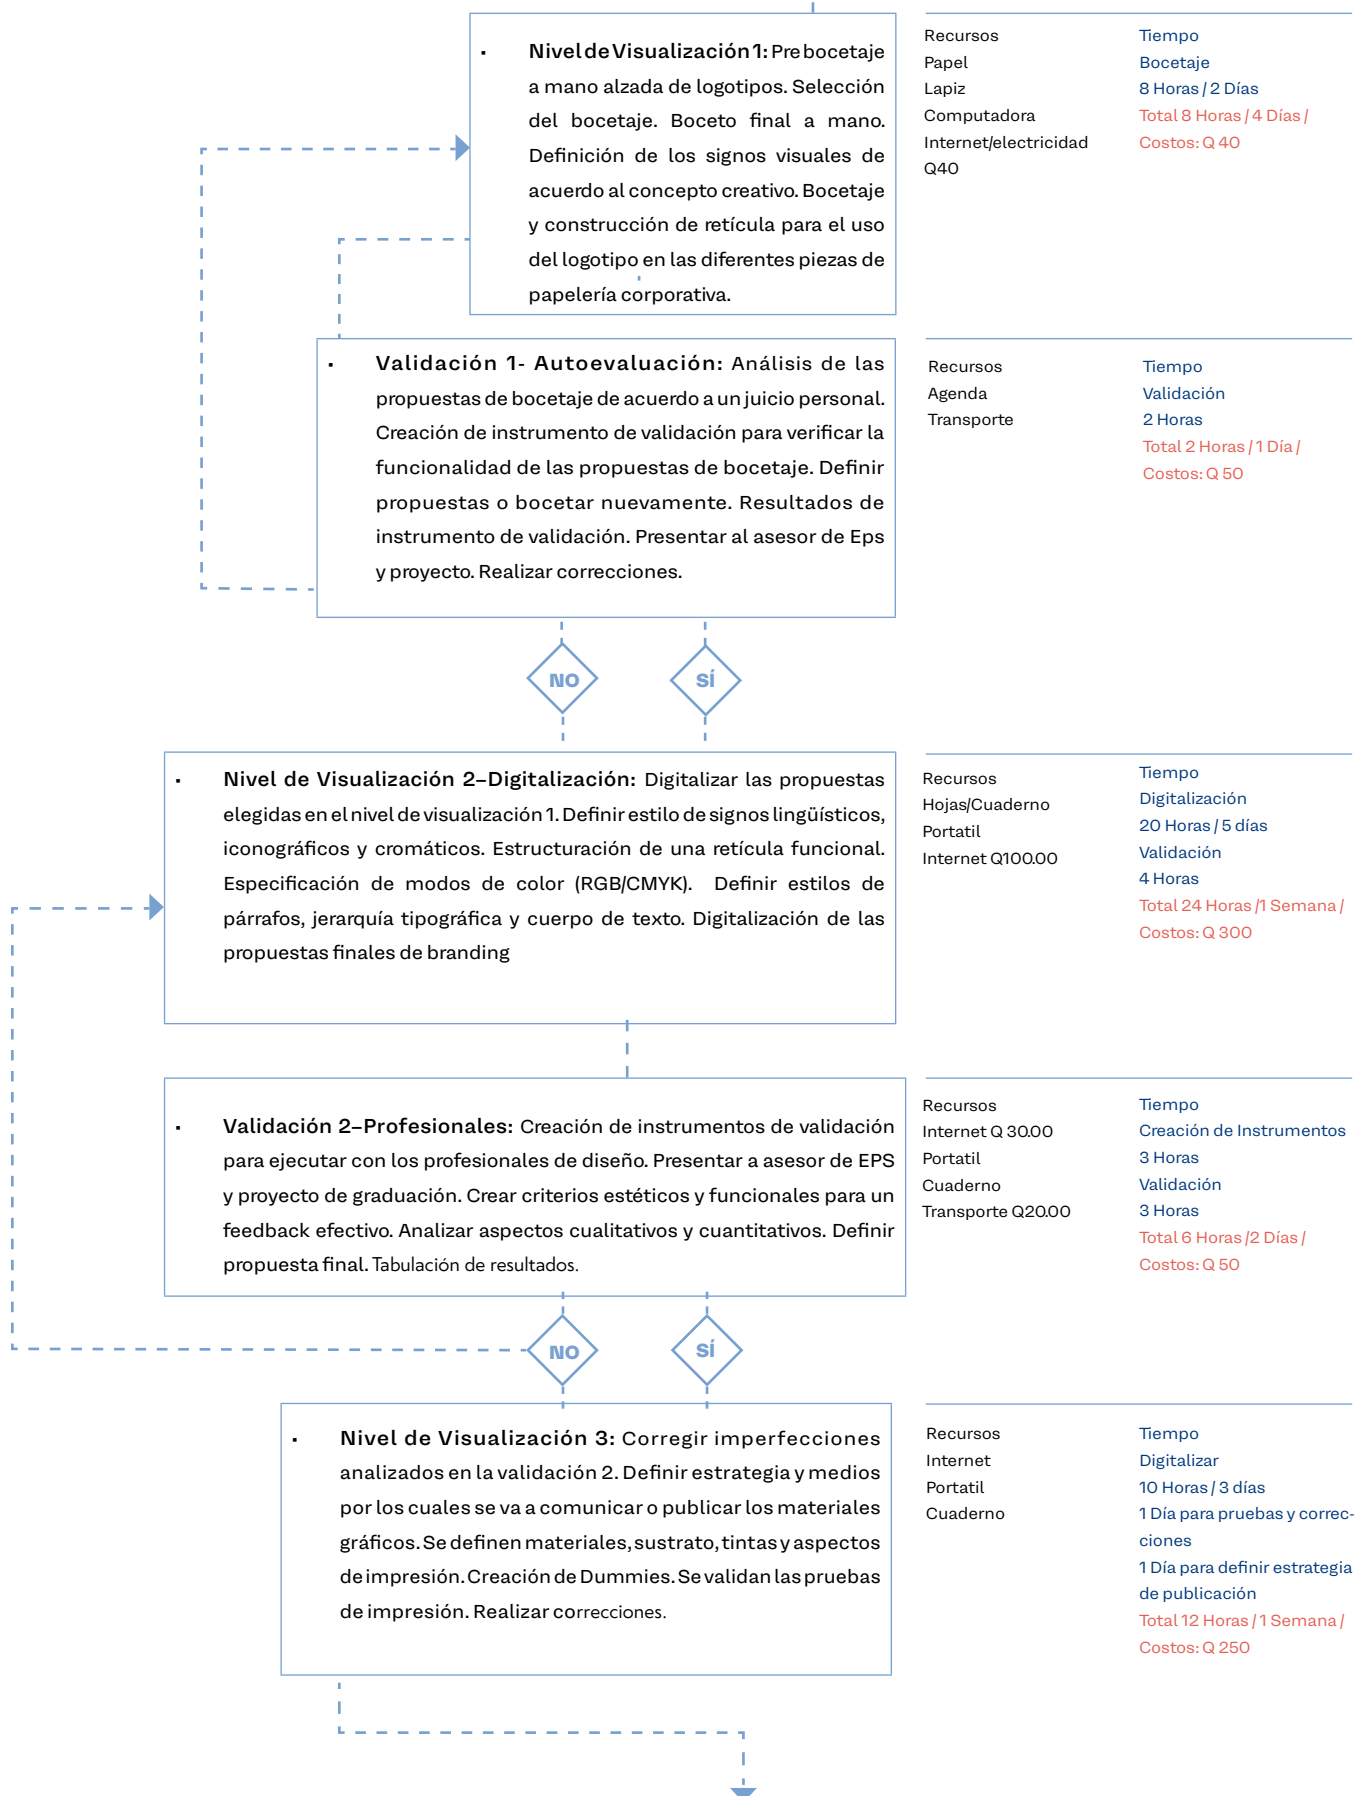 ▪ Nivel de Visualización 1: Pre bocetaje
a mano alzada de logotipos. Selección
del bocetaje. Boceto final a mano.
Definición de los signos visuales de
acuerdo al concepto creativo. Bocetaje
y construcción de retícula para el uso
del logotipo en las diferentes piezas de
papelería corporativa.
Recursos
Papel
Lapiz
Computadora
Internet/electricidad
Q40
Tiempo
Bocetaje
8 Horas / 2 Días
Total 8 Horas / 4 Días /
Costos: Q 40
▪ Validación 1- Autoevaluación: Análisis de las
propuestas de bocetaje de acuerdo a un juicio personal.
Creación de instrumento de validación para verificar la
funcionalidad de las propuestas de bocetaje. Definir
propuestas o bocetar nuevamente. Resultados de
instrumento de validación. Presentar al asesor de Eps
y proyecto. Realizar correcciones.
Recursos
Agenda
Transporte
Tiempo
Validación
2 Horas
Total 2 Horas / 1 Día /
Costos: Q 50
NO
SÍ
▪ Nivel de Visualización 2–Digitalización: Digitalizar las propuestas
elegidas en el nivel de visualización 1. Definir estilo de signos lingüísticos,
iconográficos y cromáticos. Estructuración de una retícula funcional.
Especificación de modos de color (RGB/CMYK). Definir estilos de
párrafos, jerarquía tipográfica y cuerpo de texto. Digitalización de las
propuestas finales de branding
Recursos
Hojas/Cuaderno
Portatil
Internet Q100.00
Tiempo
Digitalización
20 Horas / 5 días
Validación
4 Horas
Total 24 Horas /1 Semana /
Costos: Q 300
▪ Validación 2–Profesionales: Creación de instrumentos de validación
para ejecutar con los profesionales de diseño. Presentar a asesor de EPS
y proyecto de graduación. Crear criterios estéticos y funcionales para un
feedback efectivo. Analizar aspectos cualitativos y cuantitativos. Definir
propuesta final. Tabulación de resultados.
Recursos
Internet Q 30.00
Portatil
Cuaderno
Transporte Q20.00
Tiempo
Creación de Instrumentos
3 Horas
Validación
3 Horas
Total 6 Horas /2 Días /
Costos: Q 50
NO
SÍ
▪ Nivel de Visualización 3: Corregir imperfecciones
analizados en la validación 2. Definir estrategia y medios
por los cuales se va a comunicar o publicar los materiales
gráficos. Se definen materiales, sustrato, tintas y aspectos
de impresión. Creación de Dummies. Se validan las pruebas
de impresión. Realizar correcciones.
Recursos
Internet
Portatil
Cuaderno
Tiempo
Digitalizar
10 Horas / 3 días
1 Día para pruebas y correc-
ciones
1 Día para definir estrategia
de publicación
Total 12 Horas / 1 Semana /
Costos: Q 250